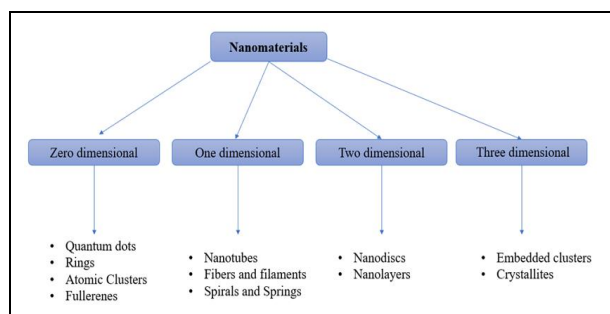 Nanomaterials
Zero dimensional
One dimensional
Two dimensional
Three dimensional
• Quantum dots
• Rings
• Atomic Clusters
• Fullerenes
• Nanotubes
• Fibers and filaments
• Spirals and Springs
• Nanodiscs
• Nanolayers
• Embedded clusters
• Crystallites